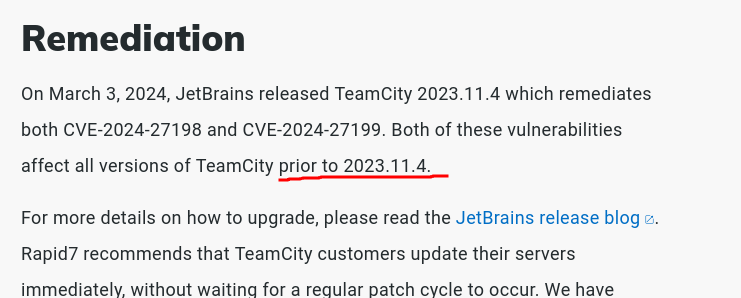 Remediation
On March 3, 2024, JetBrains released TeamCity 2023.11.4 which remediates
both CVE-2024-27198 and CVE-2024-27199. Both of these vulnerabilities
affect all versions of TeamCity prior to 2023.11.4.
For more details on how to upgrade, please read the JetBrains release blog.
Rapid7 recommends that TeamCity customers update their servers
immediately, without waiting for a regular patch cycle to occur. We have